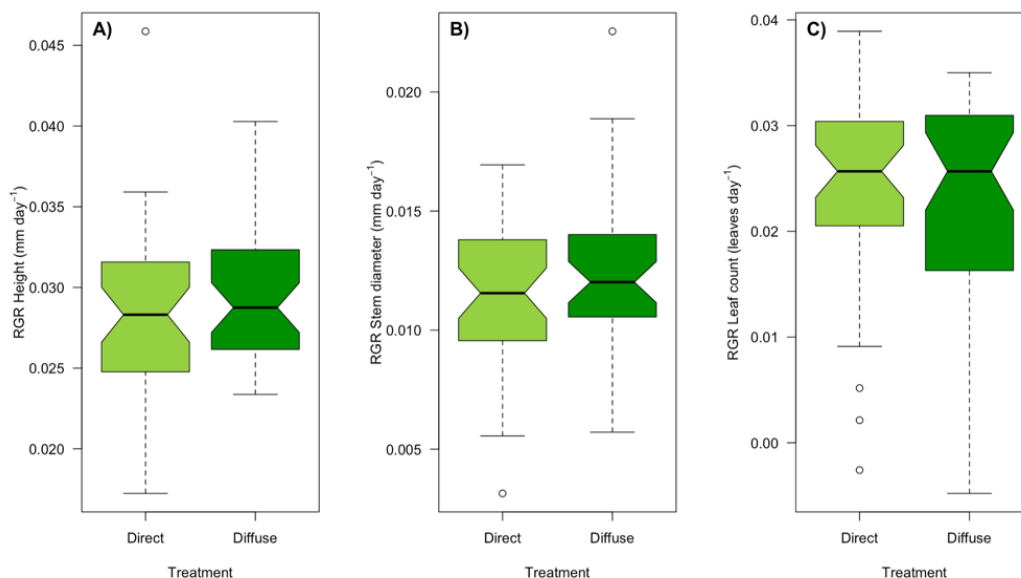 A)
RGR Height (mm day⁻¹)
0.045
0.040
0.035
0.030
0.025
0.020
Direct
Diffuse
Treatment
B)
RGR Stem diameter (mm day⁻¹)
0.020
0.015
0.010
0.005
Direct
Diffuse
Treatment
C)
RGR Leaf count (leaves day⁻¹)
0.04
0.03
0.02
0.01
0.00
Direct
Diffuse
Treatment